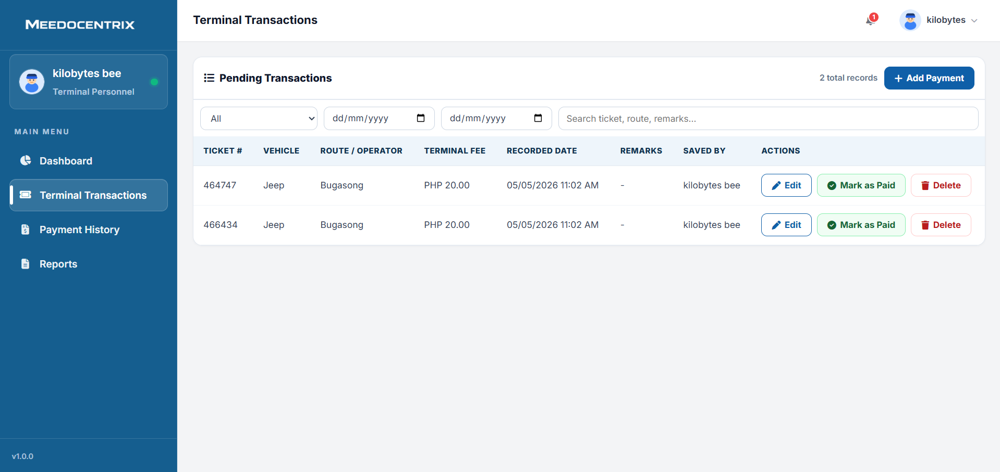 MEEDOCENTRIX
kilobytes bee
Terminal Personnel
MAIN MENU
Dashboard
Terminal Transactions
Payment History
Reports
v1.0.0
Terminal Transactions
1
kilobytes
Pending Transactions
2 total records
Add Payment
All
dd/mm/yyyy
dd/mm/yyyy
Search ticket, route, remarks...
TICKET # VEHICLE ROUTE / OPERATOR TERMINAL FEE RECORDED DATE REMARKS SAVED BY ACTIONS
464747 Jeep Bugasong PHP 20.00 05/05/2026 11:02 AM - kilobytes bee Edit Mark as Paid Delete
466434 Jeep Bugasong PHP 20.00 05/05/2026 11:02 AM - kilobytes bee Edit Mark as Paid Delete